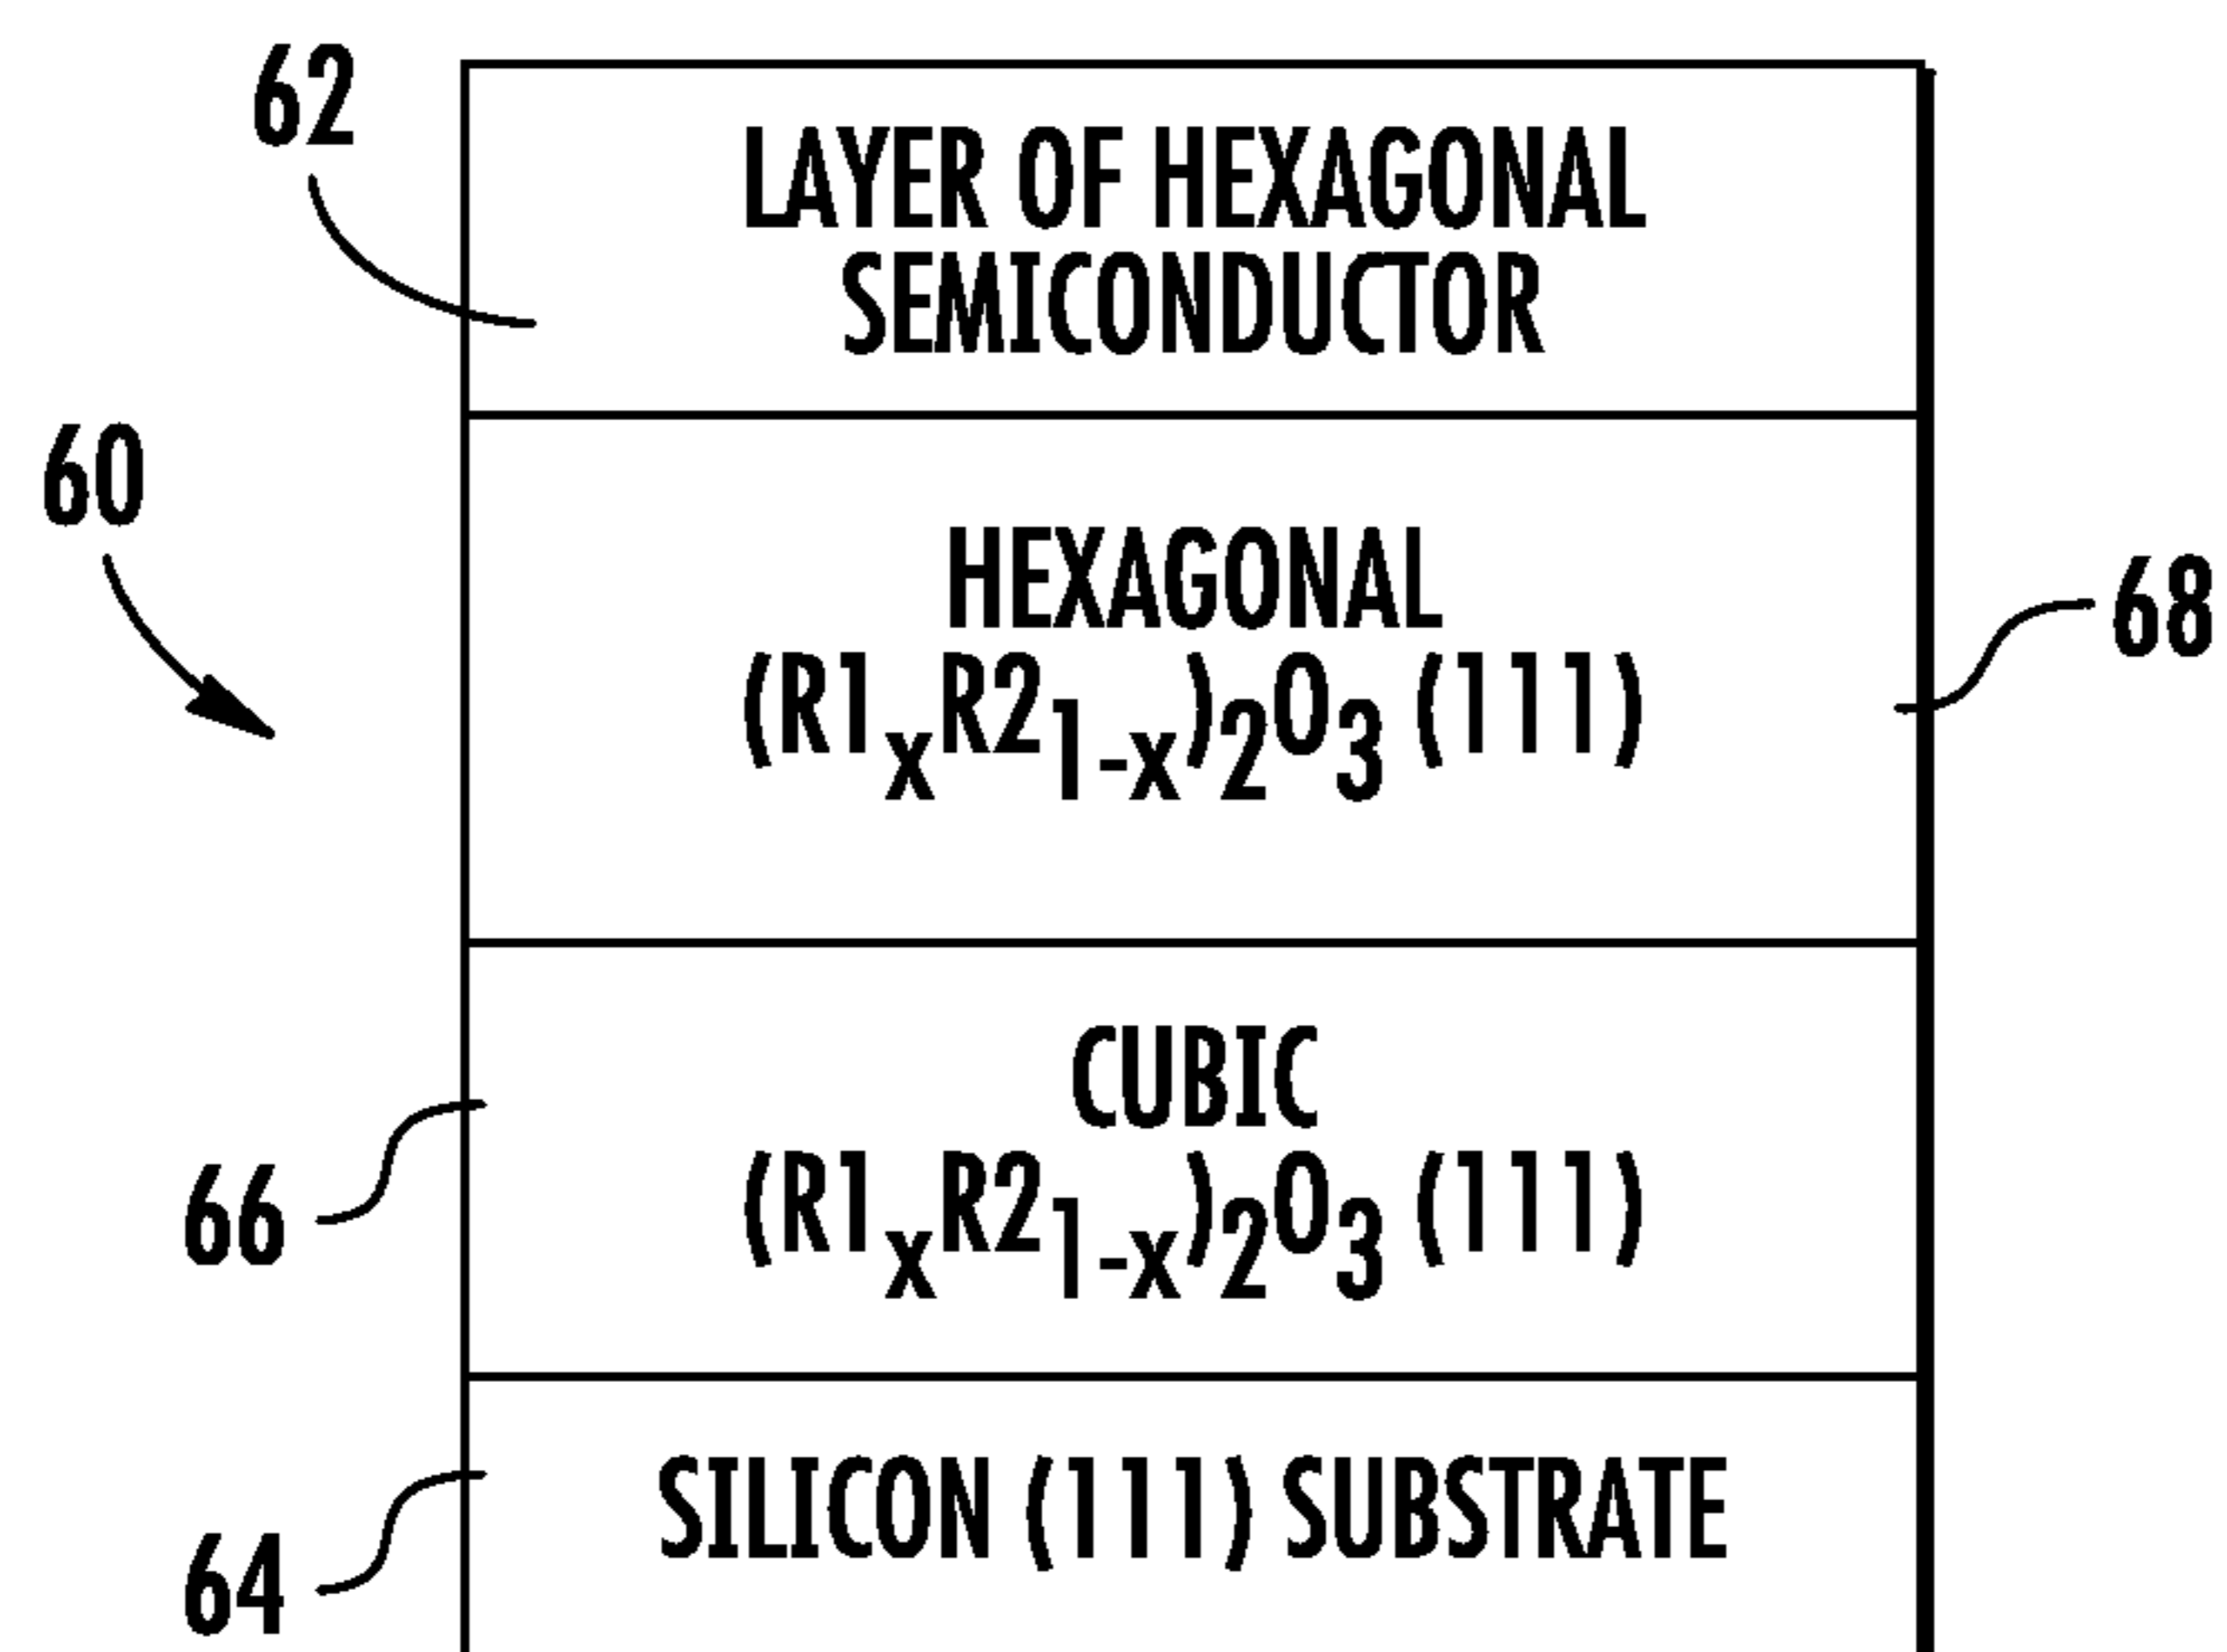 62
LAYER OF HEXAGONAL
SEMICONDUCTOR
60
HEXAGONAL
(R1ₓR2₁₋ₓ)₂O₃ (111)
68
CUBIC
(R1ₓR2₁₋ₓ)₂O₃ (111)
66
SILICON (111) SUBSTRATE
64